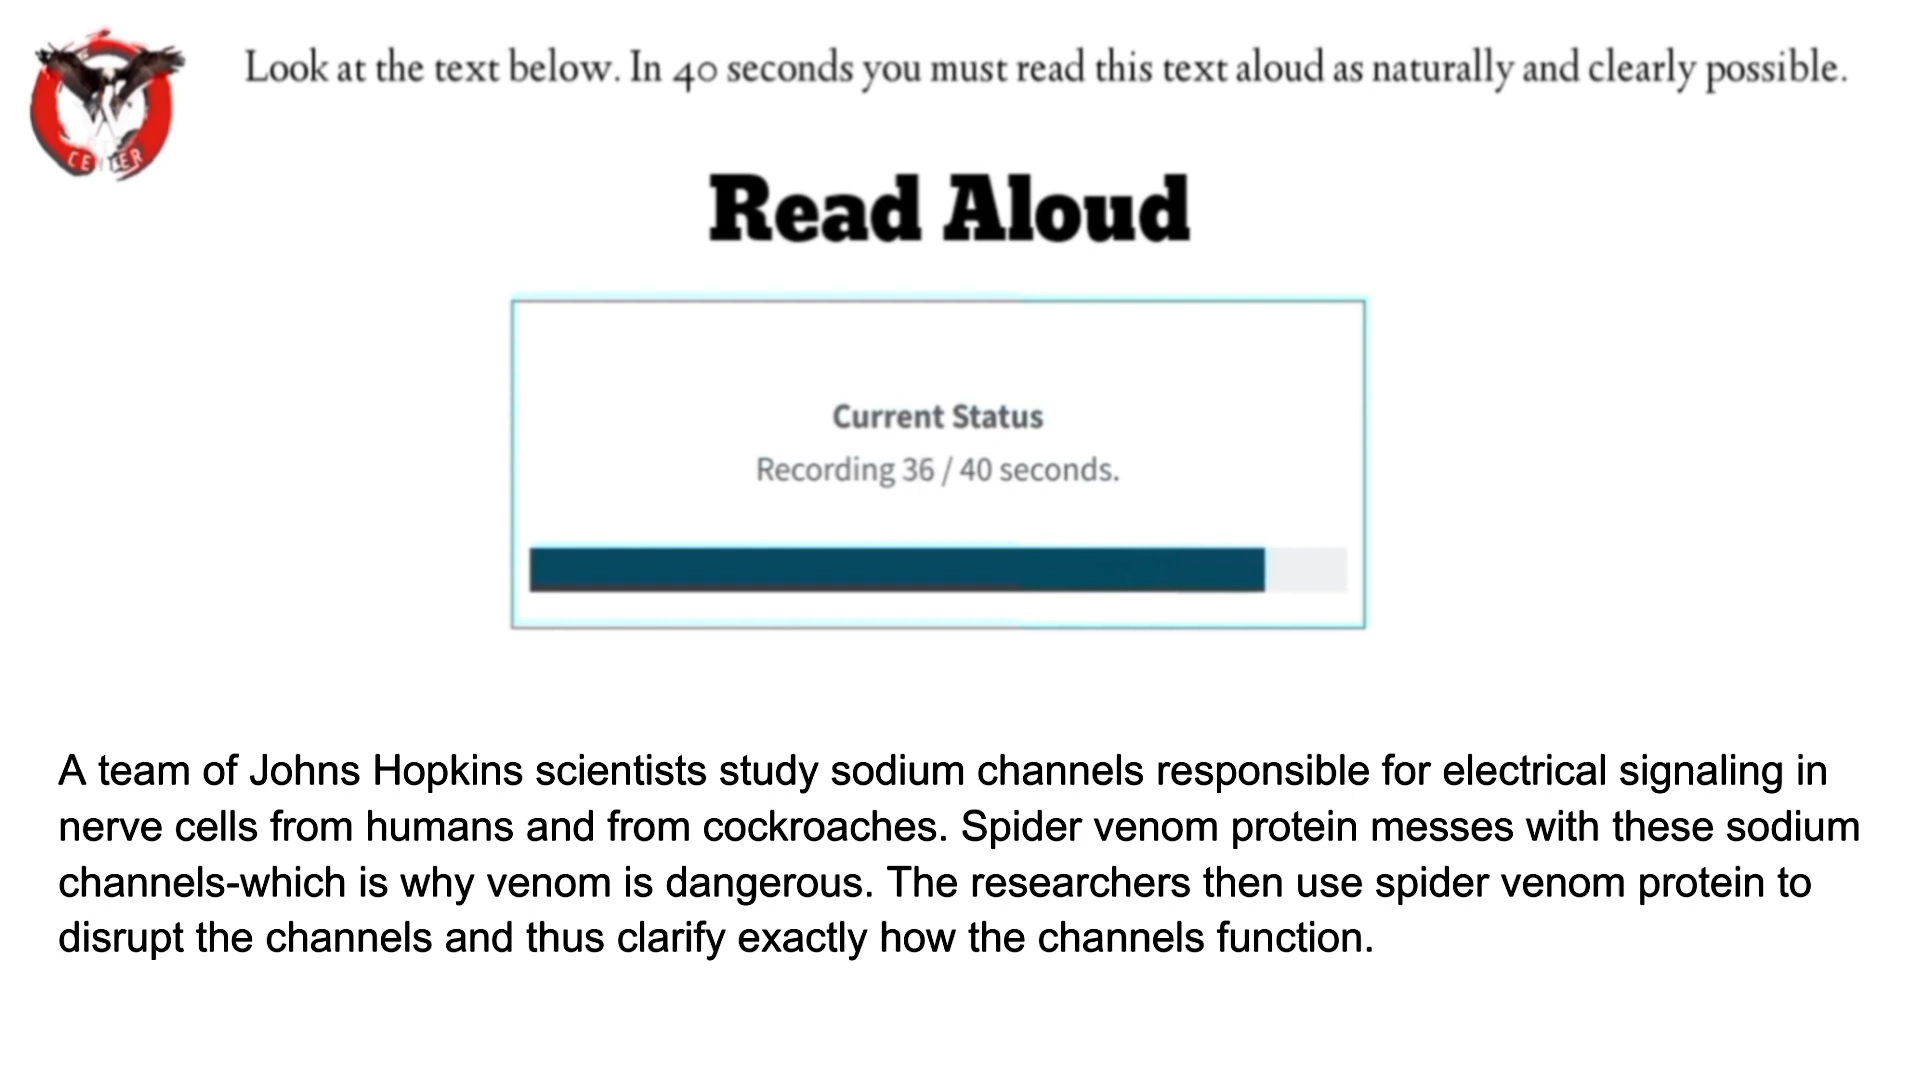 Look at the text below. In 40 seconds you must read this text aloud as naturally and clearly possible.
CENTER
Read Aloud
Current Status
Recording 36 / 40 seconds.
A team of Johns Hopkins scientists study sodium channels responsible for electrical signaling in
nerve cells from humans and from cockroaches. Spider venom protein messes with these sodium
channels-which is why venom is dangerous. The researchers then use spider venom protein to
disrupt the channels and thus clarify exactly how the channels function.